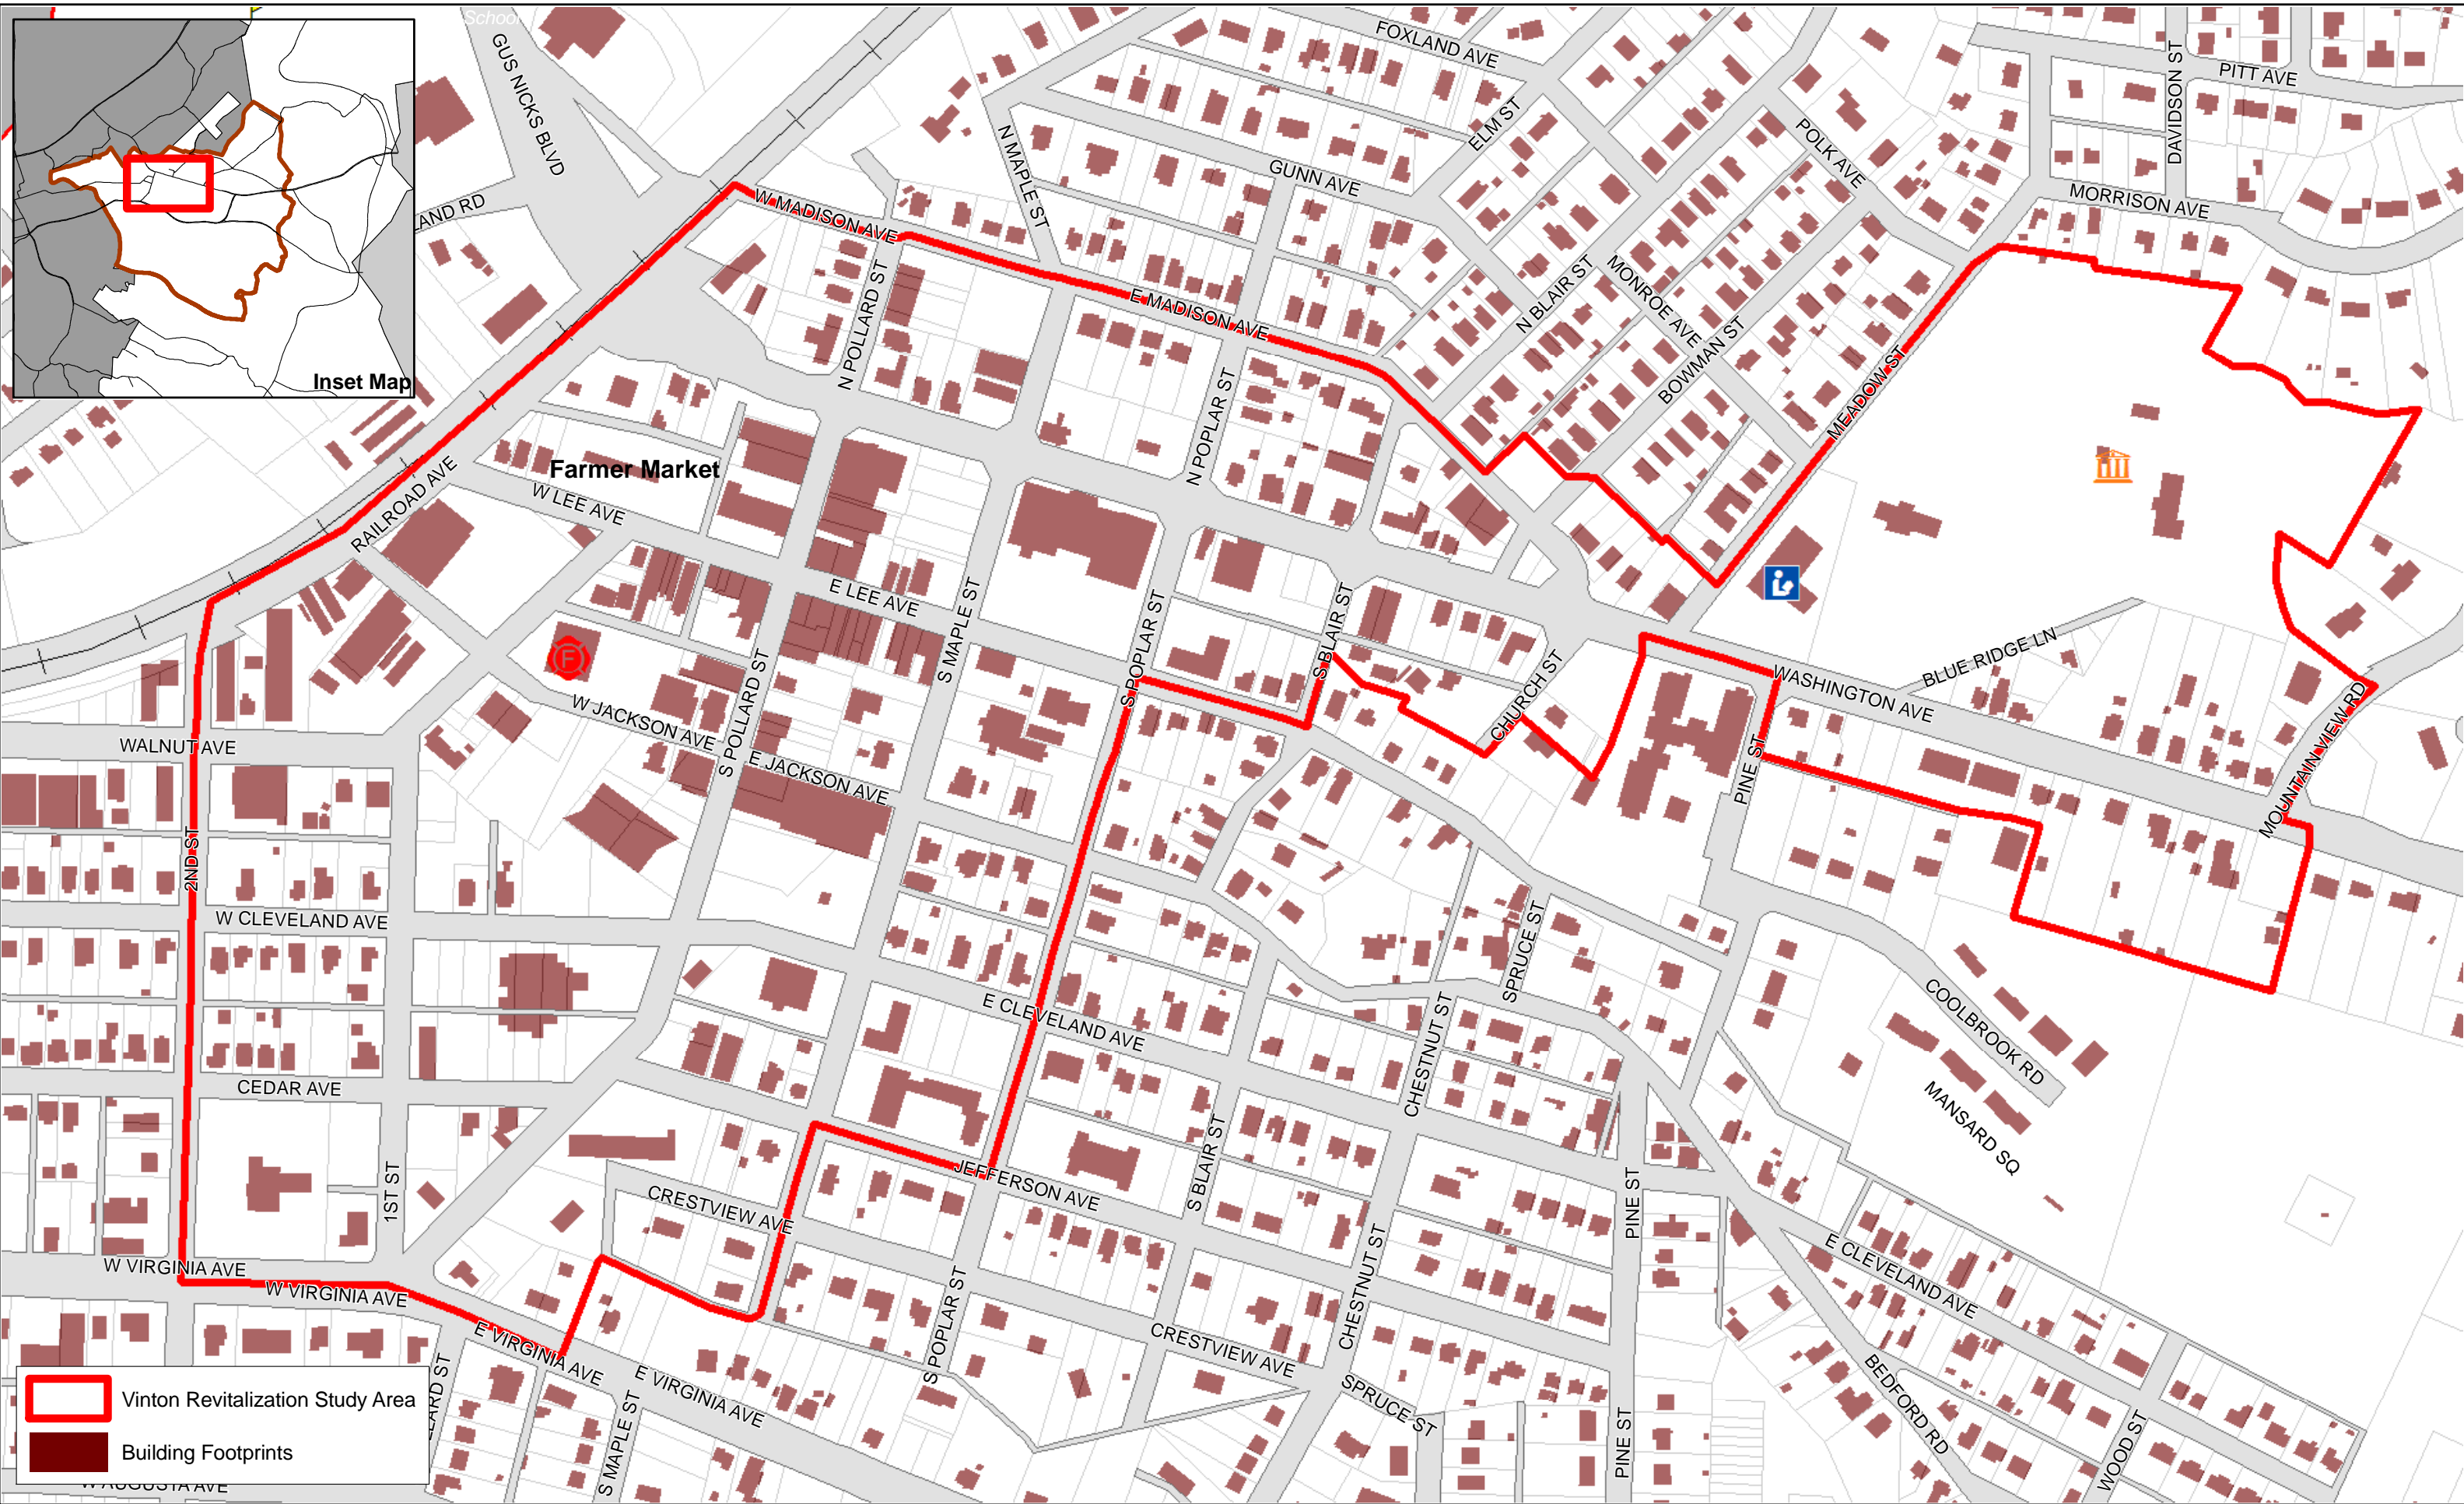 School
GUS NICKS BLVD
FOXLAND AVE
PITT AVE
DAVIDSON ST
ELM ST
N MAPLE ST
POLK AVE
GUNN AVE
MORRISON AVE
AND RD
W MADISON AVE
N POLLARD ST
E MADISON AVE
N BLAIR ST
MONROE AVE
BOWMAN ST
MEADOW ST
Inset Map
N POPLAR ST
Farmer Market
RAILROAD AVE
W LEE AVE
E LEE AVE
S MAPLE ST
S POPLAR ST
S BLAIR ST
CHURCH ST
BLUE RIDGE LN
WASHINGTON AVE
MOUNTAIN VIEW RD
F
W JACKSON AVE
S POLLARD ST
E JACKSON AVE
PINE ST
WALNUT AVE
2ND ST
W CLEVELAND AVE
SPRUCE ST
E CLEVELAND AVE
CHESTNUT ST
COOLBROOK RD
MANSARD SQ
CEDAR AVE
1ST ST
S BLAIR ST
JEFFERSON AVE
PINE ST
CRESTVIEW AVE
E CLEVELAND AVE
W VIRGINIA AVE
W VIRGINIA AVE
CHESTNUT ST
S POPLAR ST
E VIRGINIA AVE
CRESTVIEW AVE
E VIRGINIA AVE
SPRUCE ST
BEDFORD RD
S MAPLE ST
PINE ST
WOOD ST
LARD ST
Vinton Revitalization Study Area
Building Footprints
W AUGUSTA AVE